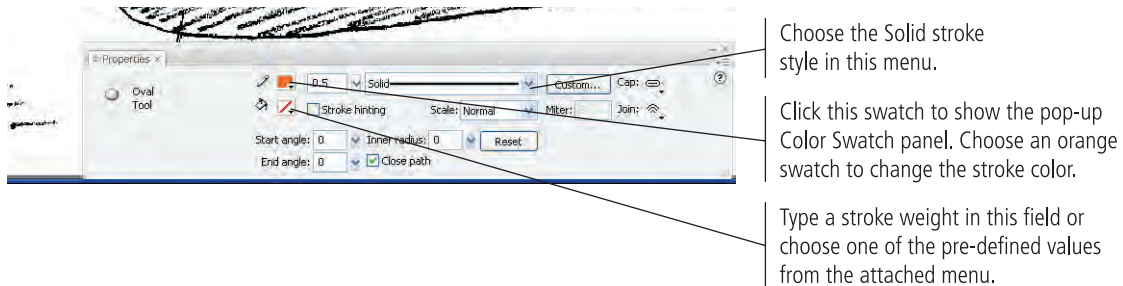 Properties ×
Oval
Tool
0.5
Solid
Custom...
Cap:
Stroke hinting
Scale: Normal
Miter:
Join:
Start angle: 0
Inner radius: 0
Reset
End angle: 0
Close path
?
Choose the Solid stroke
style in this menu.
Click this swatch to show the pop-up
Color Swatch panel. Choose an orange
swatch to change the stroke color.
Type a stroke weight in this field or
choose one of the pre-defined values
from the attached menu.